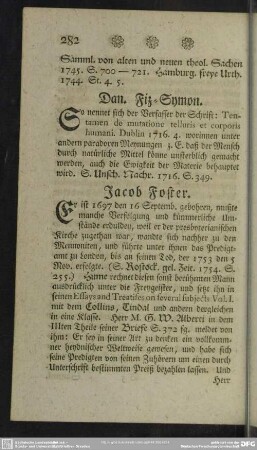 282
Samml. von alten und neuen theol. Sachen
1745. S. 700 — 721. Hamburg. freye Urth.
1744. St. 4. 5.
Dan. Fiz=Symon.
So nennet sich der Verfasser der Schrift: Ten-
tamen de mutatione telluris et corporis
humani. Dublin 1716. 4. worinnen unter
andern paradoxen Meynungen z. E. daß der Mensch
durch natürliche Mittel könne unsterblich gemacht
werden, auch die Ewigkeit der Materie behauptet
wird. S. Unsch. Nachr. 1716. S. 349.
Jacob Foster.
Er ist 1697 den 16 Septemb. gebohren, mußte
manche Verfolgung und kümmerliche Um-
stände erdulden, weil er der presbyterianischen
Kirche zugethan war, wandte sich nachher zu den
Mennoniten, und führte unter ihnen das Predigt-
amt zu London, bis an seinen Tod, der 1753 den 5
Nov. erfolgte. (S. Rostock. gel. Zeit. 1754. S.
255.) Hanne rechnet diesen sonst berühmten Mann
ausdrücklich unter die Freygeister, und setzt ihn in
seinen Essays and Treatises on several subjects Vol. I.
mit dem Collins, Tindal und andern dergleichen
in eine Klasse. Herr M. G. W. Alberti in dem
IIIten Theile seiner Briefe S. 372 sq. meldet von
ihm: Er sey in seiner Art zu denken ein vollkom-
mener heydnischer Weltweise gewesen, und habe sich
seine Predigten von seinen Zuhörern um einen durch
Unterschrift bestimmten Preiß bezahlen lassen. Und
Herr